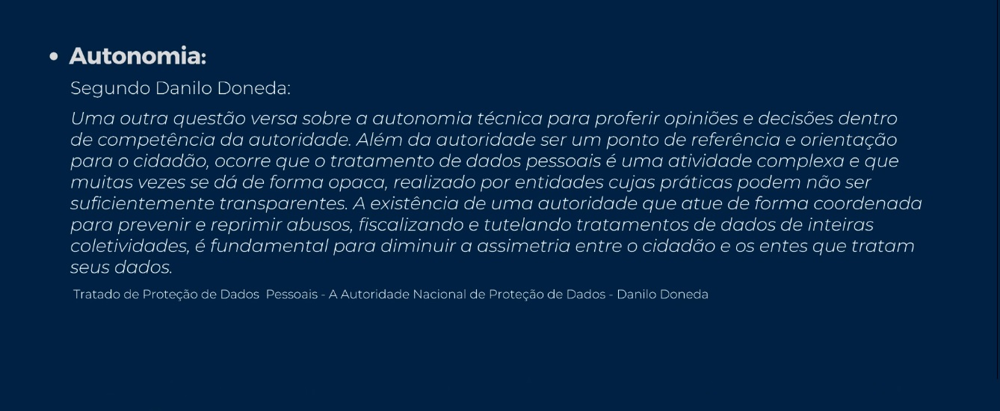 • Autonomia:
Segundo Danilo Doneda:
Uma outra questão versa sobre a autonomia técnica para proferir opiniões e decisões dentro
de competência da autoridade. Além da autoridade ser um ponto de referência e orientação
para o cidadão, ocorre que o tratamento de dados pessoais é uma atividade complexa e que
muitas vezes se dá de forma opaca, realizado por entidades cujas práticas podem não ser
suficientemente transparentes. A existência de uma autoridade que atue de forma coordenada
para prevenir e reprimir abusos, fiscalizando e tutelando tratamentos de dados de inteiras
coletividades, é fundamental para diminuir a assimetria entre o cidadão e os entes que tratam
seus dados.
Tratado de Proteção de Dados Pessoais - A Autoridade Nacional de Proteção de Dados - Danilo Doneda